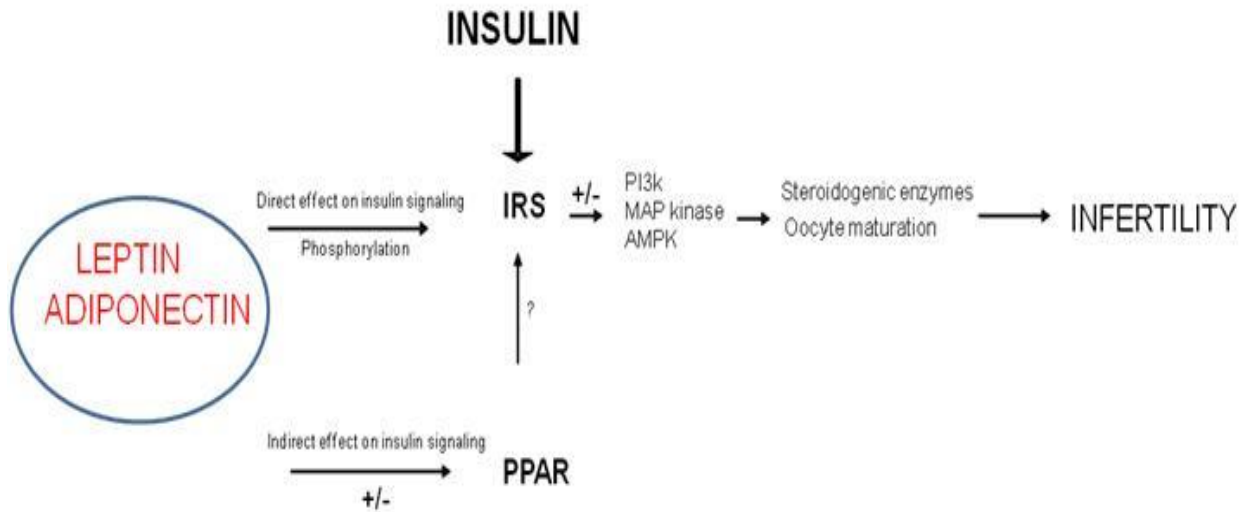 INSULIN
Direct effect on insulin signaling
Phosphorylation
IRS
+/-
PI3k
MAP kinase
AMPK
Steroidogenic enzymes
Oocyte maturation
INFERTILITY
LEPTIN
ADIPONECTIN
?
Indirect effect on insulin signaling
+/-
PPAR